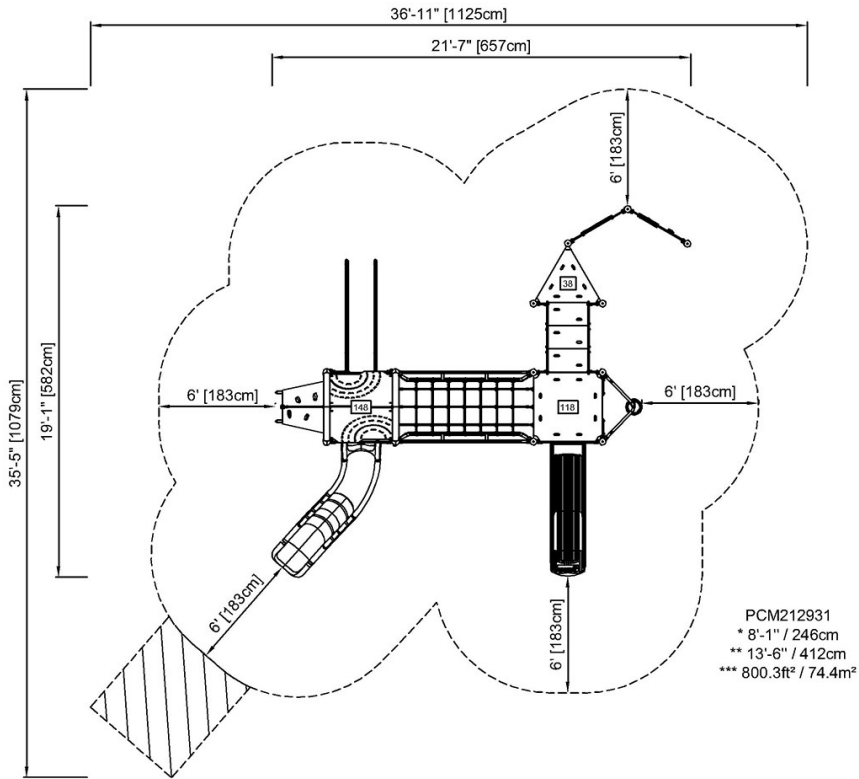 36'-11" [1125cm]
21'-7" [657cm]
6' [183cm]
38
19'-1" [582cm]
35'-5" [1079cm]
6' [183cm]
148
118
6' [183cm]
6' [183cm]
6' [183cm]
PCM212931
* 8'-1" / 246cm
** 13'-6" / 412cm
*** 800.3ft² / 74.4m²